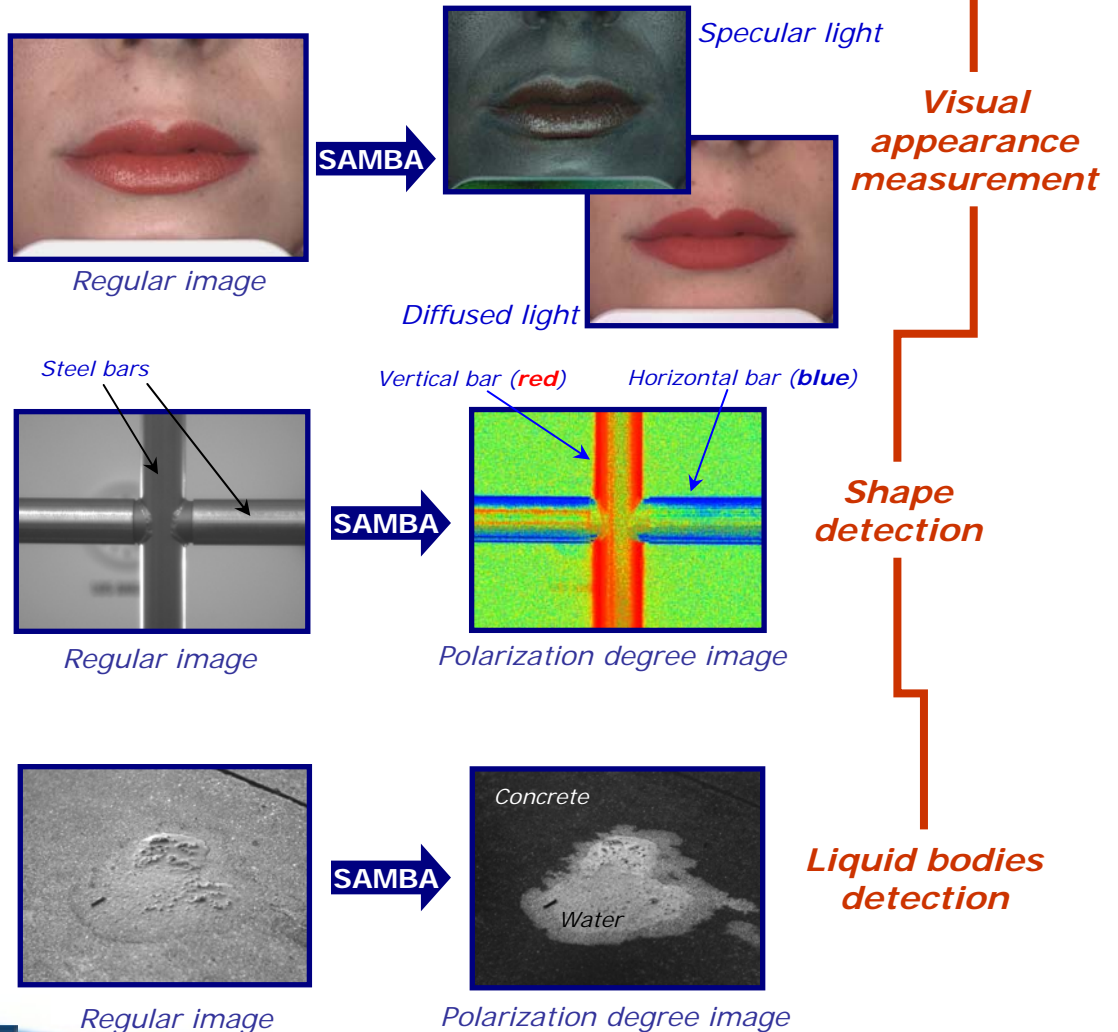 Specular light
Visual
appearance
measurement
SAMBA
Regular image
Diffused light
Steel bars
Vertical bar (red)
Horizontal bar (blue)
Shape
detection
SAMBA
Regular image
Polarization degree image
Concrete
SAMBA
Water
Liquid bodies
detection
Regular image
Polarization degree image